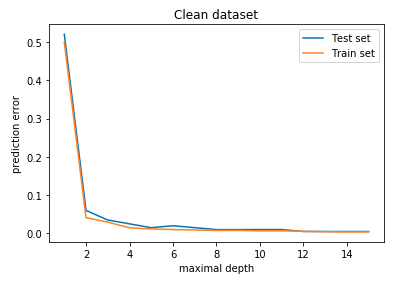 Clean dataset
Test set
Train set
prediction error
0.5
0.4
0.3
0.2
0.1
0.0
2 4 6 8 10 12 14
maximal depth